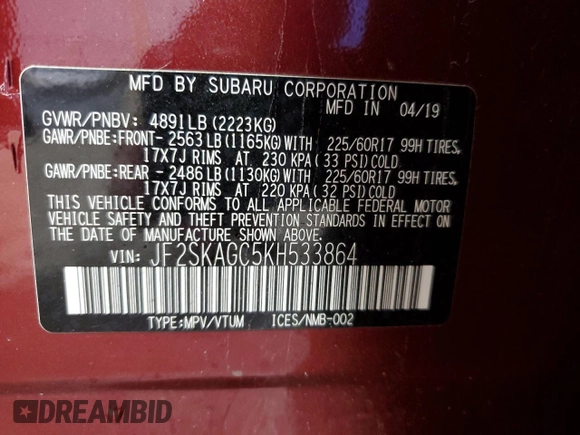 MFD BY SUBARU CORPORATION
MFD IN 04/19
GVWR/PNBV: 4891LB(2223KG)
GAWR/PNBE:FRONT-2563LB(1165KG)WITH 225/60R17 99H TIRES,
17X7J RIMS AT 230 KPA(33 PSI)COLD
GAWR/PNBE:REAR -2486LB(1130KG)WITH 225/60R17 99H TIRES,
17X7J RIMS AT 220 KPA(32 PSI)COLD
THIS VEHICLE CONFORMS TO ALL APPLICABLE FEDERAL MOTOR
VEHICLE SAFETY AND THEFT PREVENTION STANDARDS IN EFFECT ON
THE DATE OF MANUFACTURE SHOWN ABOVE.
VIN: JF2SKAGC5KH533864
TYPE:MPV/VTUM ICES/NMB-002
DREAMBID